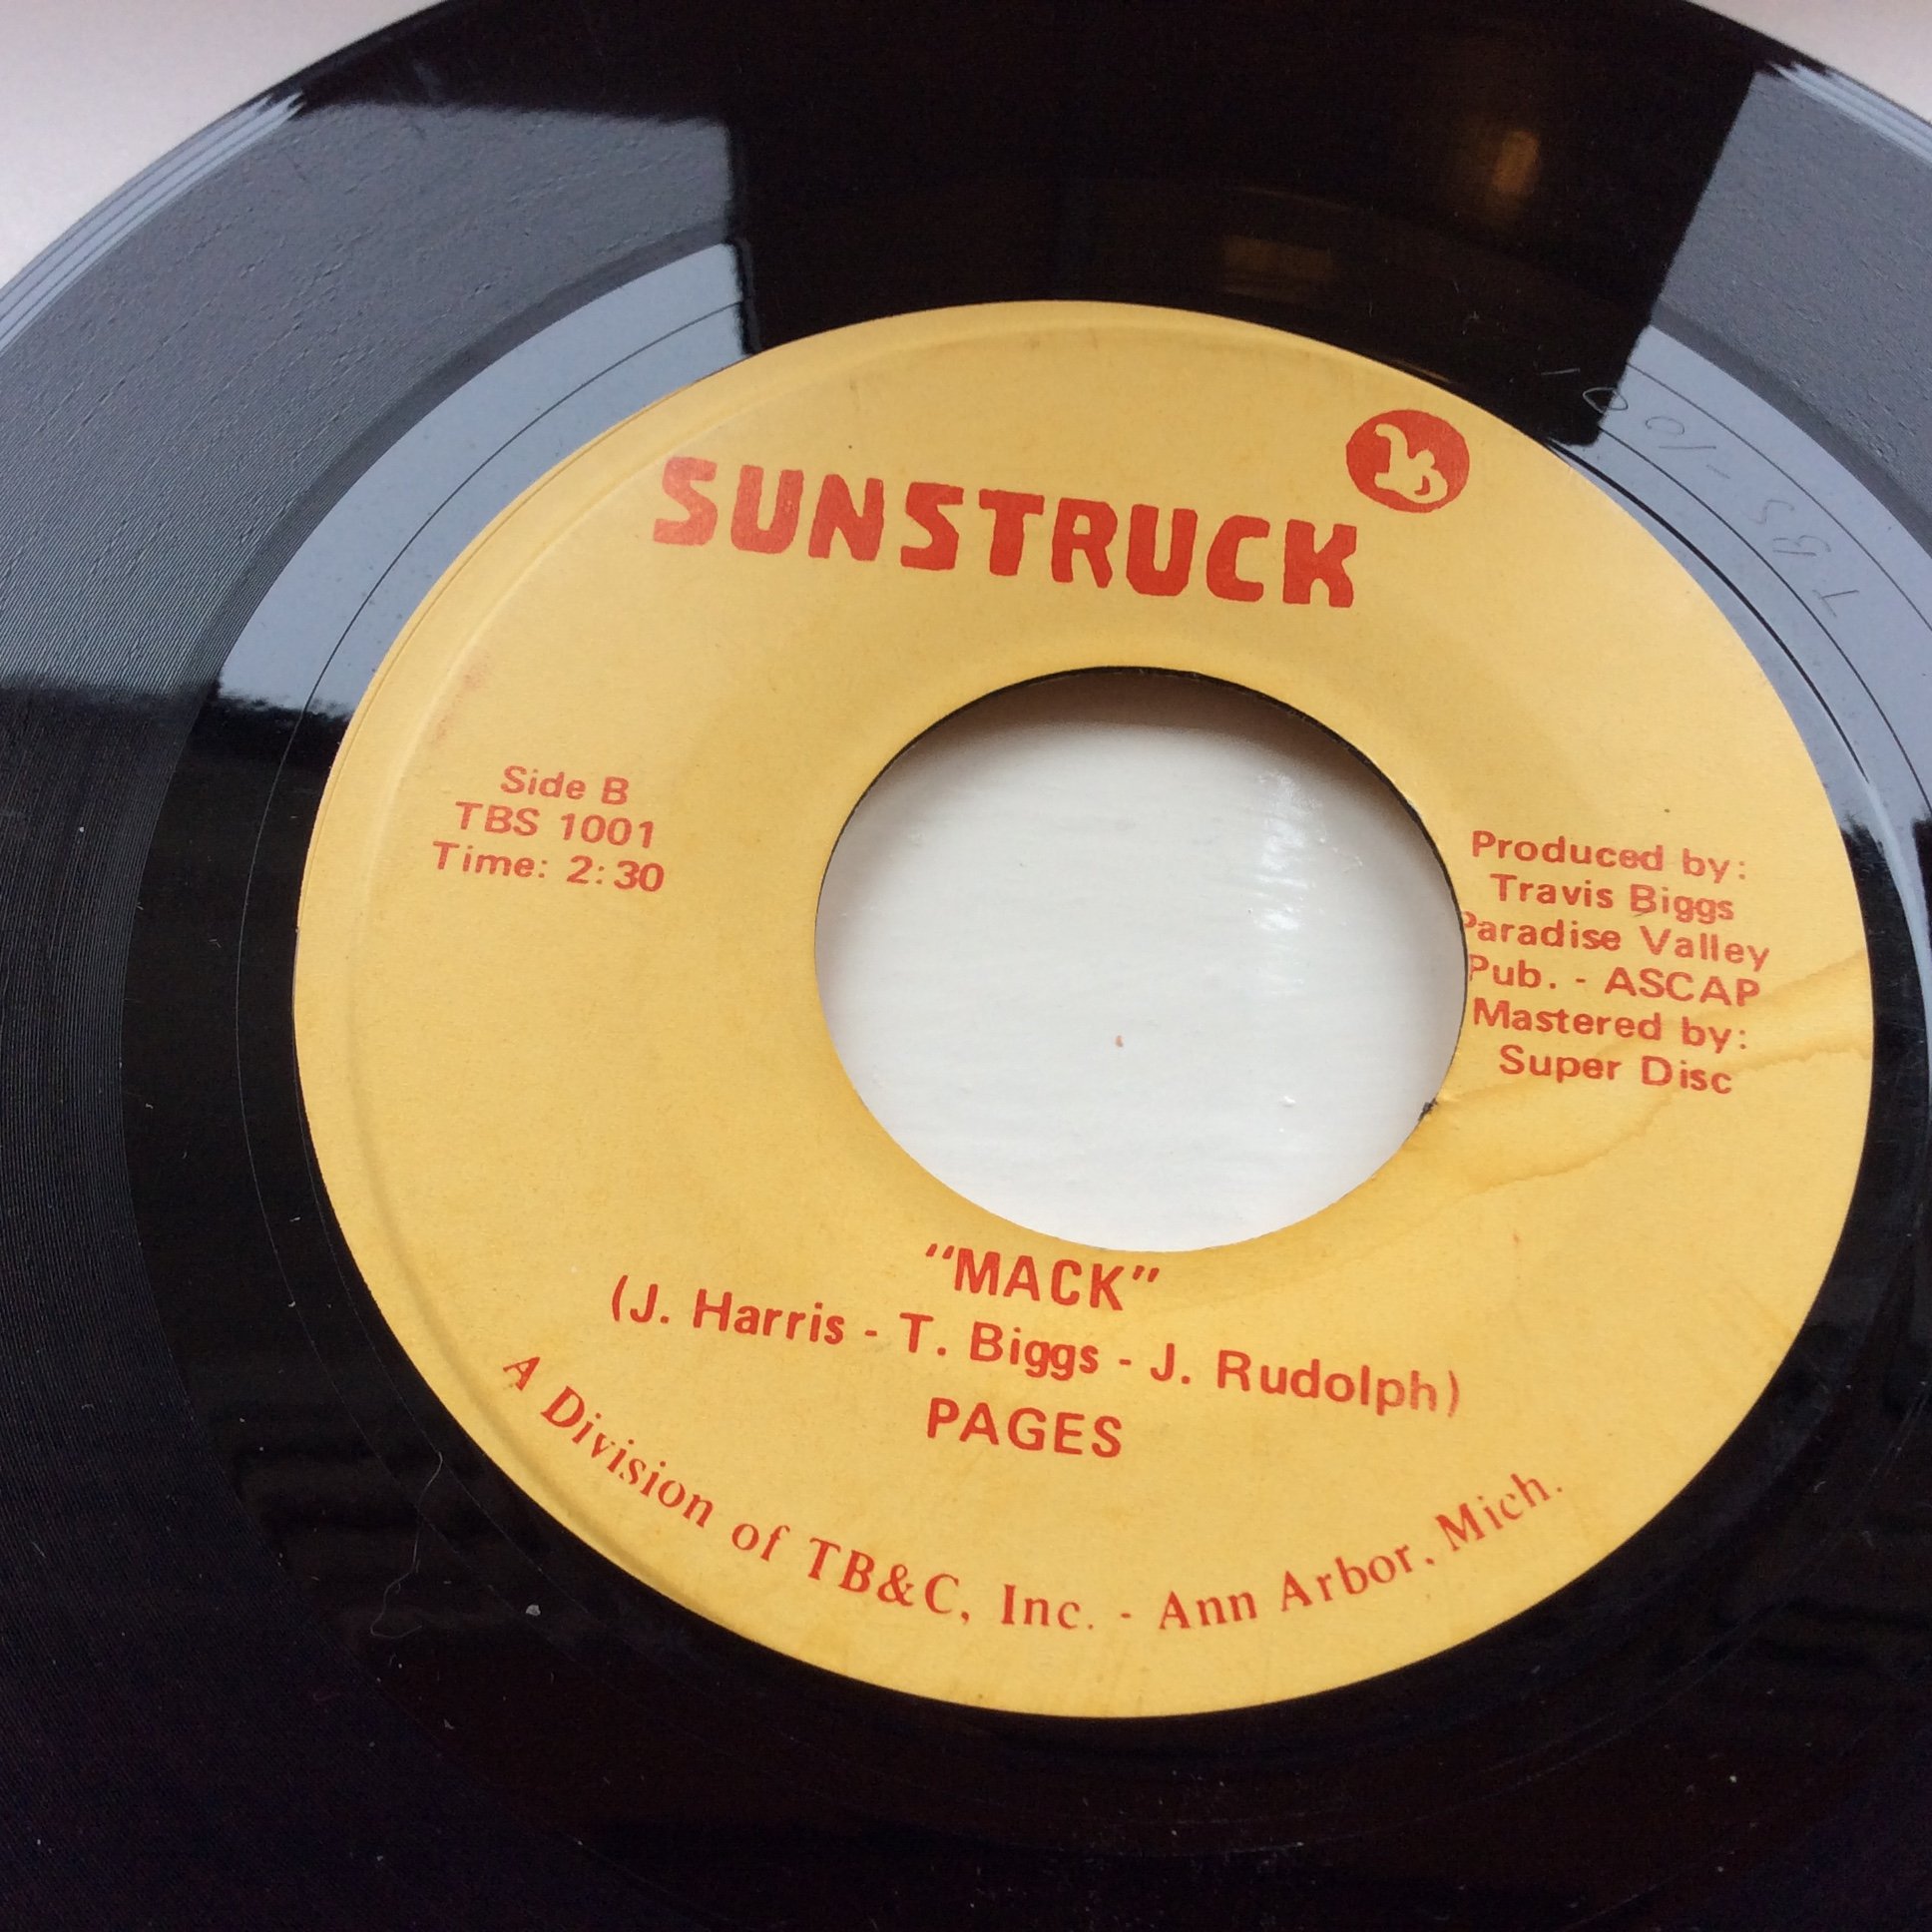 SUNSTRUCK
Side B
TBS 1001
Time: 2:30
Produced by:
Travis Biggs
Paradise Valley
Pub. - ASCAP
Mastered by:
Super Disc
"MACK"
(J. Harris - T. Biggs - J. Rudolph)
PAGES
A Division of TB&C, Inc. - Ann Arbor, Mich.